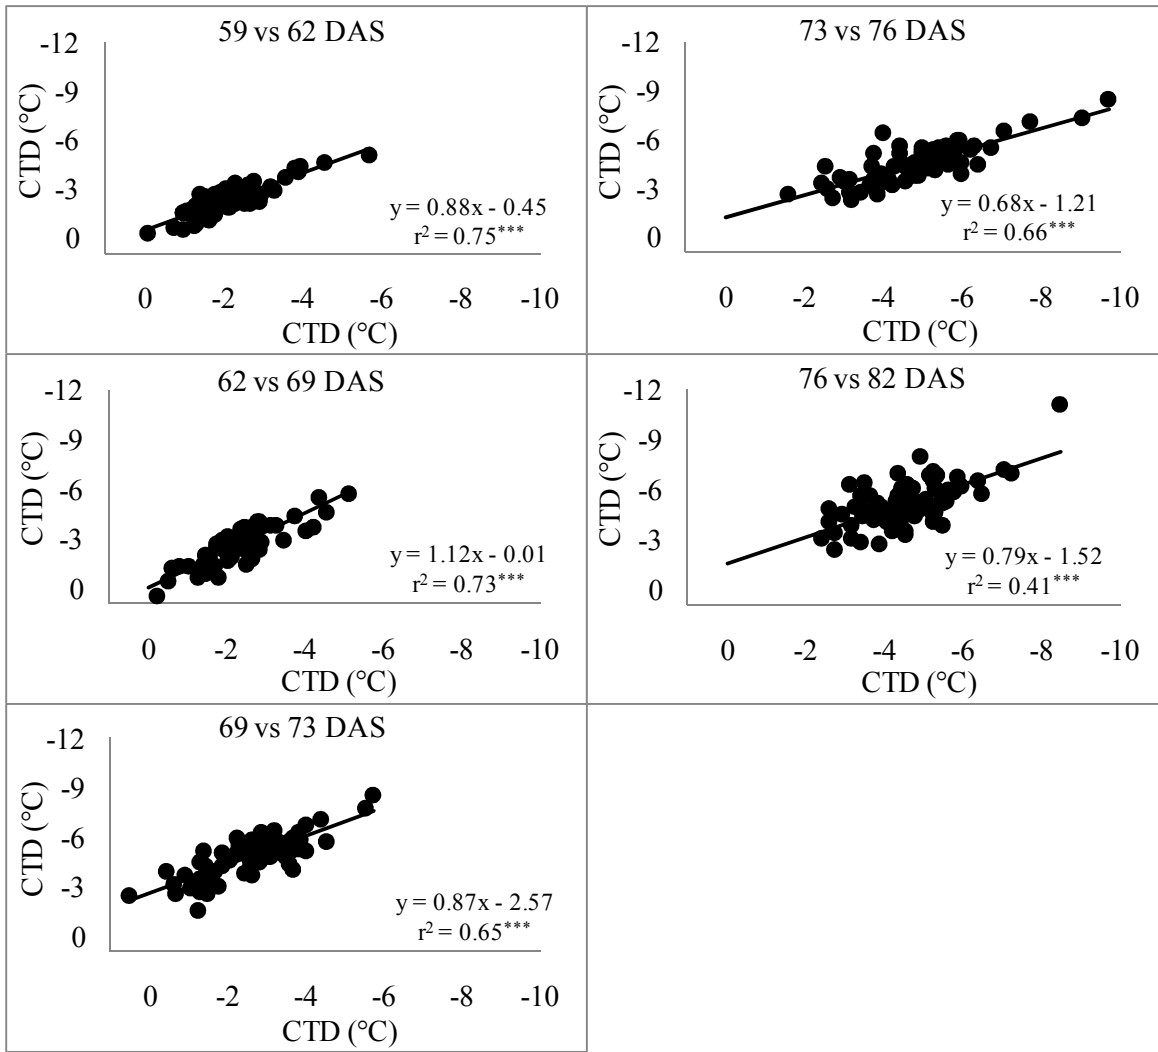 59 vs 62 DAS
CTD (°C)
-12
-9
-6
-3
0
y = 0.88x - 0.45
r² = 0.75***
0 -2 -4 -6 -8 -10
CTD (°C)
73 vs 76 DAS
CTD (°C)
-12
-9
-6
-3
0
y = 0.68x - 1.21
r² = 0.66***
0 -2 -4 -6 -8 -10
CTD (°C)
62 vs 69 DAS
CTD (°C)
-12
-9
-6
-3
0
y = 1.12x - 0.01
r² = 0.73***
0 -2 -4 -6 -8 -10
CTD (°C)
76 vs 82 DAS
CTD (°C)
-12
-9
-6
-3
0
y = 0.79x - 1.52
r² = 0.41***
0 -2 -4 -6 -8 -10
CTD (°C)
69 vs 73 DAS
CTD (°C)
-12
-9
-6
-3
0
y = 0.87x - 2.57
r² = 0.65***
0 -2 -4 -6 -8 -10
CTD (°C)